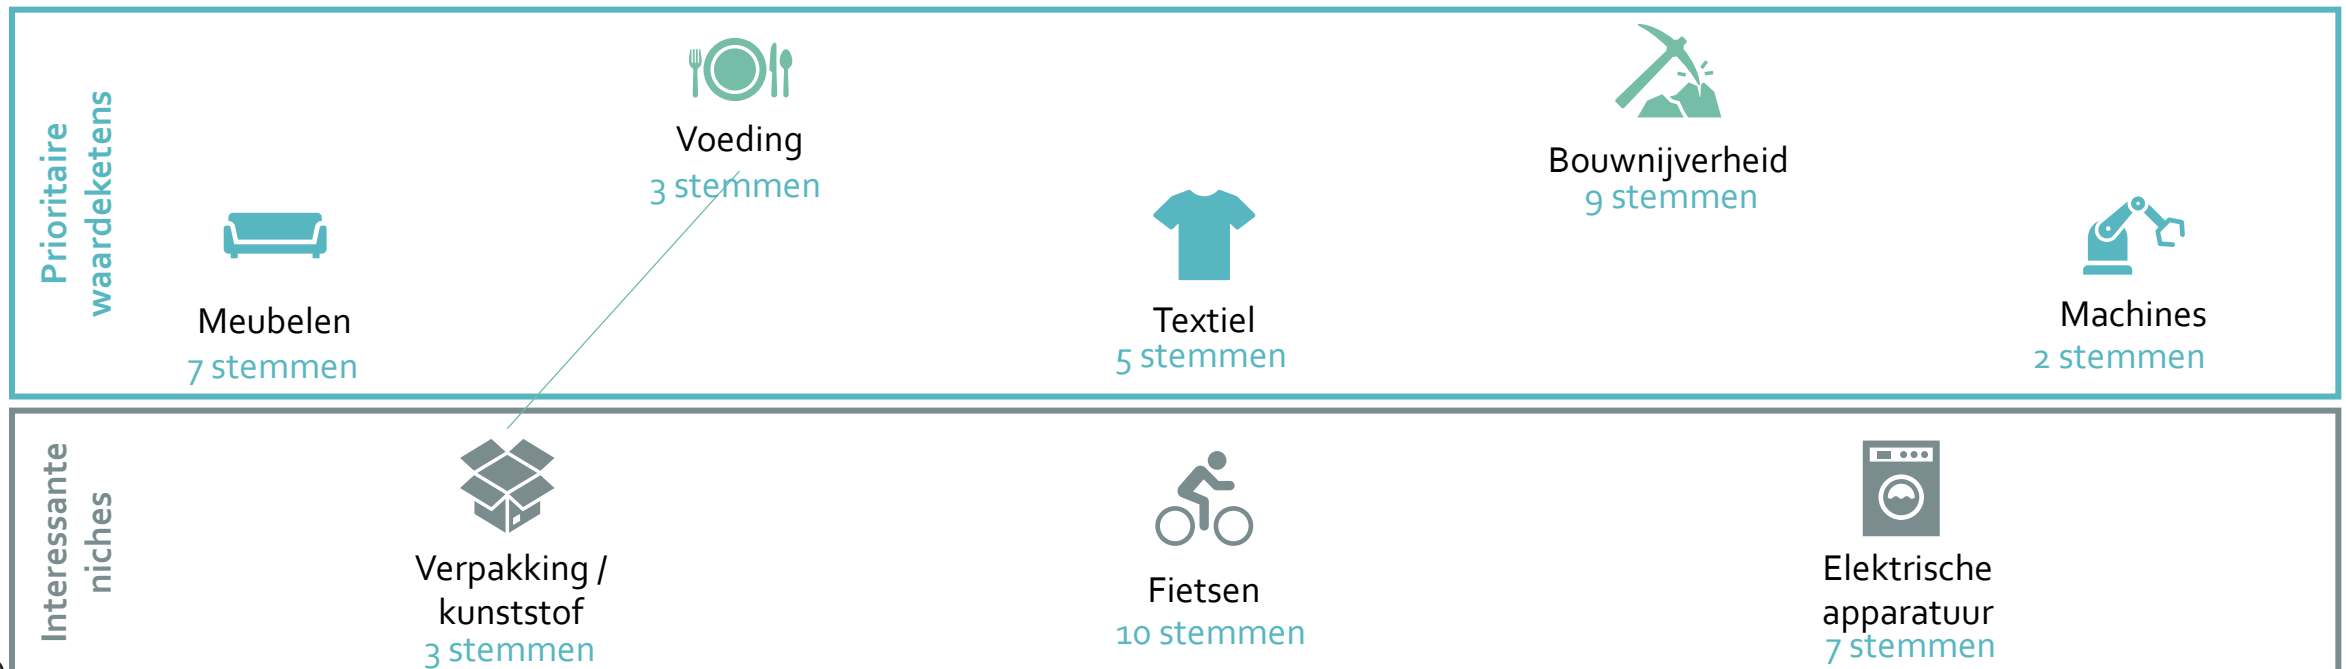 Prioritaire
waardeketens
Voeding
3 stemmen
Bouwnijverheid
9 stemmen
Meubelen
7 stemmen
Textiel
5 stemmen
Machines
2 stemmen
Interessante
niches
Verpakking /
kunststof
3 stemmen
Fietsen
10 stemmen
Elektrische
apparatuur
7 stemmen